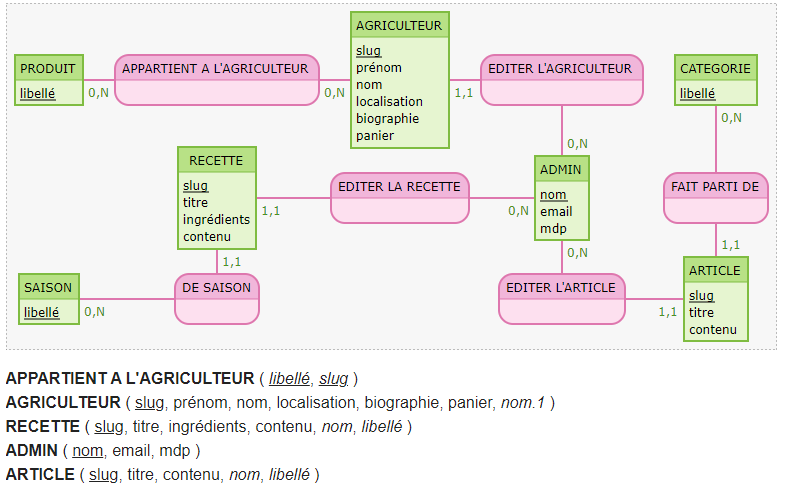 AGRICULTEUR
slug
prénom
nom
localisation
biographie
panier
PRODUIT
libellé
0,N
APPARTIENT A L'AGRICULTEUR
0,N
1,1
EDITER L'AGRICULTEUR
0,N
CATEGORIE
libellé
0,N
RECETTE
slug
titre
ingrédients
contenu
1,1
1,1
EDITER LA RECETTE
0,N
ADMIN
nom
email
mdp
0,N
FAIT PARTI DE
1,1
SAISON
libellé
0,N
DE SAISON
EDITER L'ARTICLE
1,1
ARTICLE
slug
titre
contenu
APPARTIENT A L'AGRICULTEUR ( libellé, slug )
AGRICULTEUR ( slug, prénom, nom, localisation, biographie, panier, nom.1 )
RECETTE ( slug, titre, ingrédients, contenu, nom, libellé )
ADMIN ( nom, email, mdp )
ARTICLE ( slug, titre, contenu, nom, libellé )